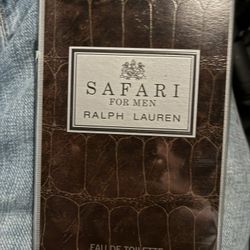 SAFARI
FOR MEN
RALPH LAUREN
EAU DE TOILETTE